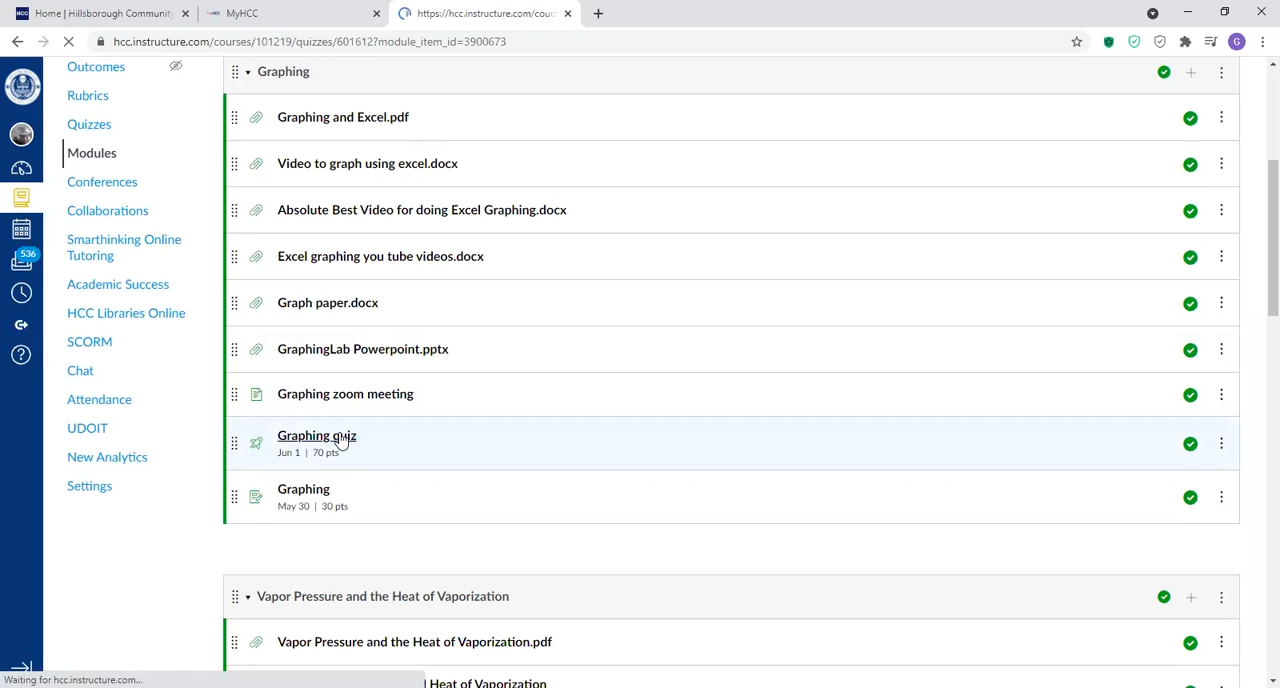 Home | Hillsborough Community
MyHCC
https://hcc.instructure.com/cour
hcc.instructure.com/courses/101219/quizzes/601612?module_item_id=3900673
G
Outcomes
Rubrics
Quizzes
Modules
Conferences
Collaborations
Smarthinking Online
Tutoring
Academic Success
HCC Libraries Online
SCORM
Chat
Attendance
UDOIT
New Analytics
Settings
536
Graphing
Graphing and Excel.pdf
Video to graph using excel.docx
Absolute Best Video for doing Excel Graphing.docx
Excel graphing you tube videos.docx
Graph paper.docx
GraphingLab Powerpoint.pptx
Graphing zoom meeting
Graphing quiz
Jun 1 | 70 pts
Graphing
May 30 | 30 pts
Vapor Pressure and the Heat of Vaporization
Vapor Pressure and the Heat of Vaporization.pdf
Heat of Vaporization
Waiting for hcc.instructure.com...